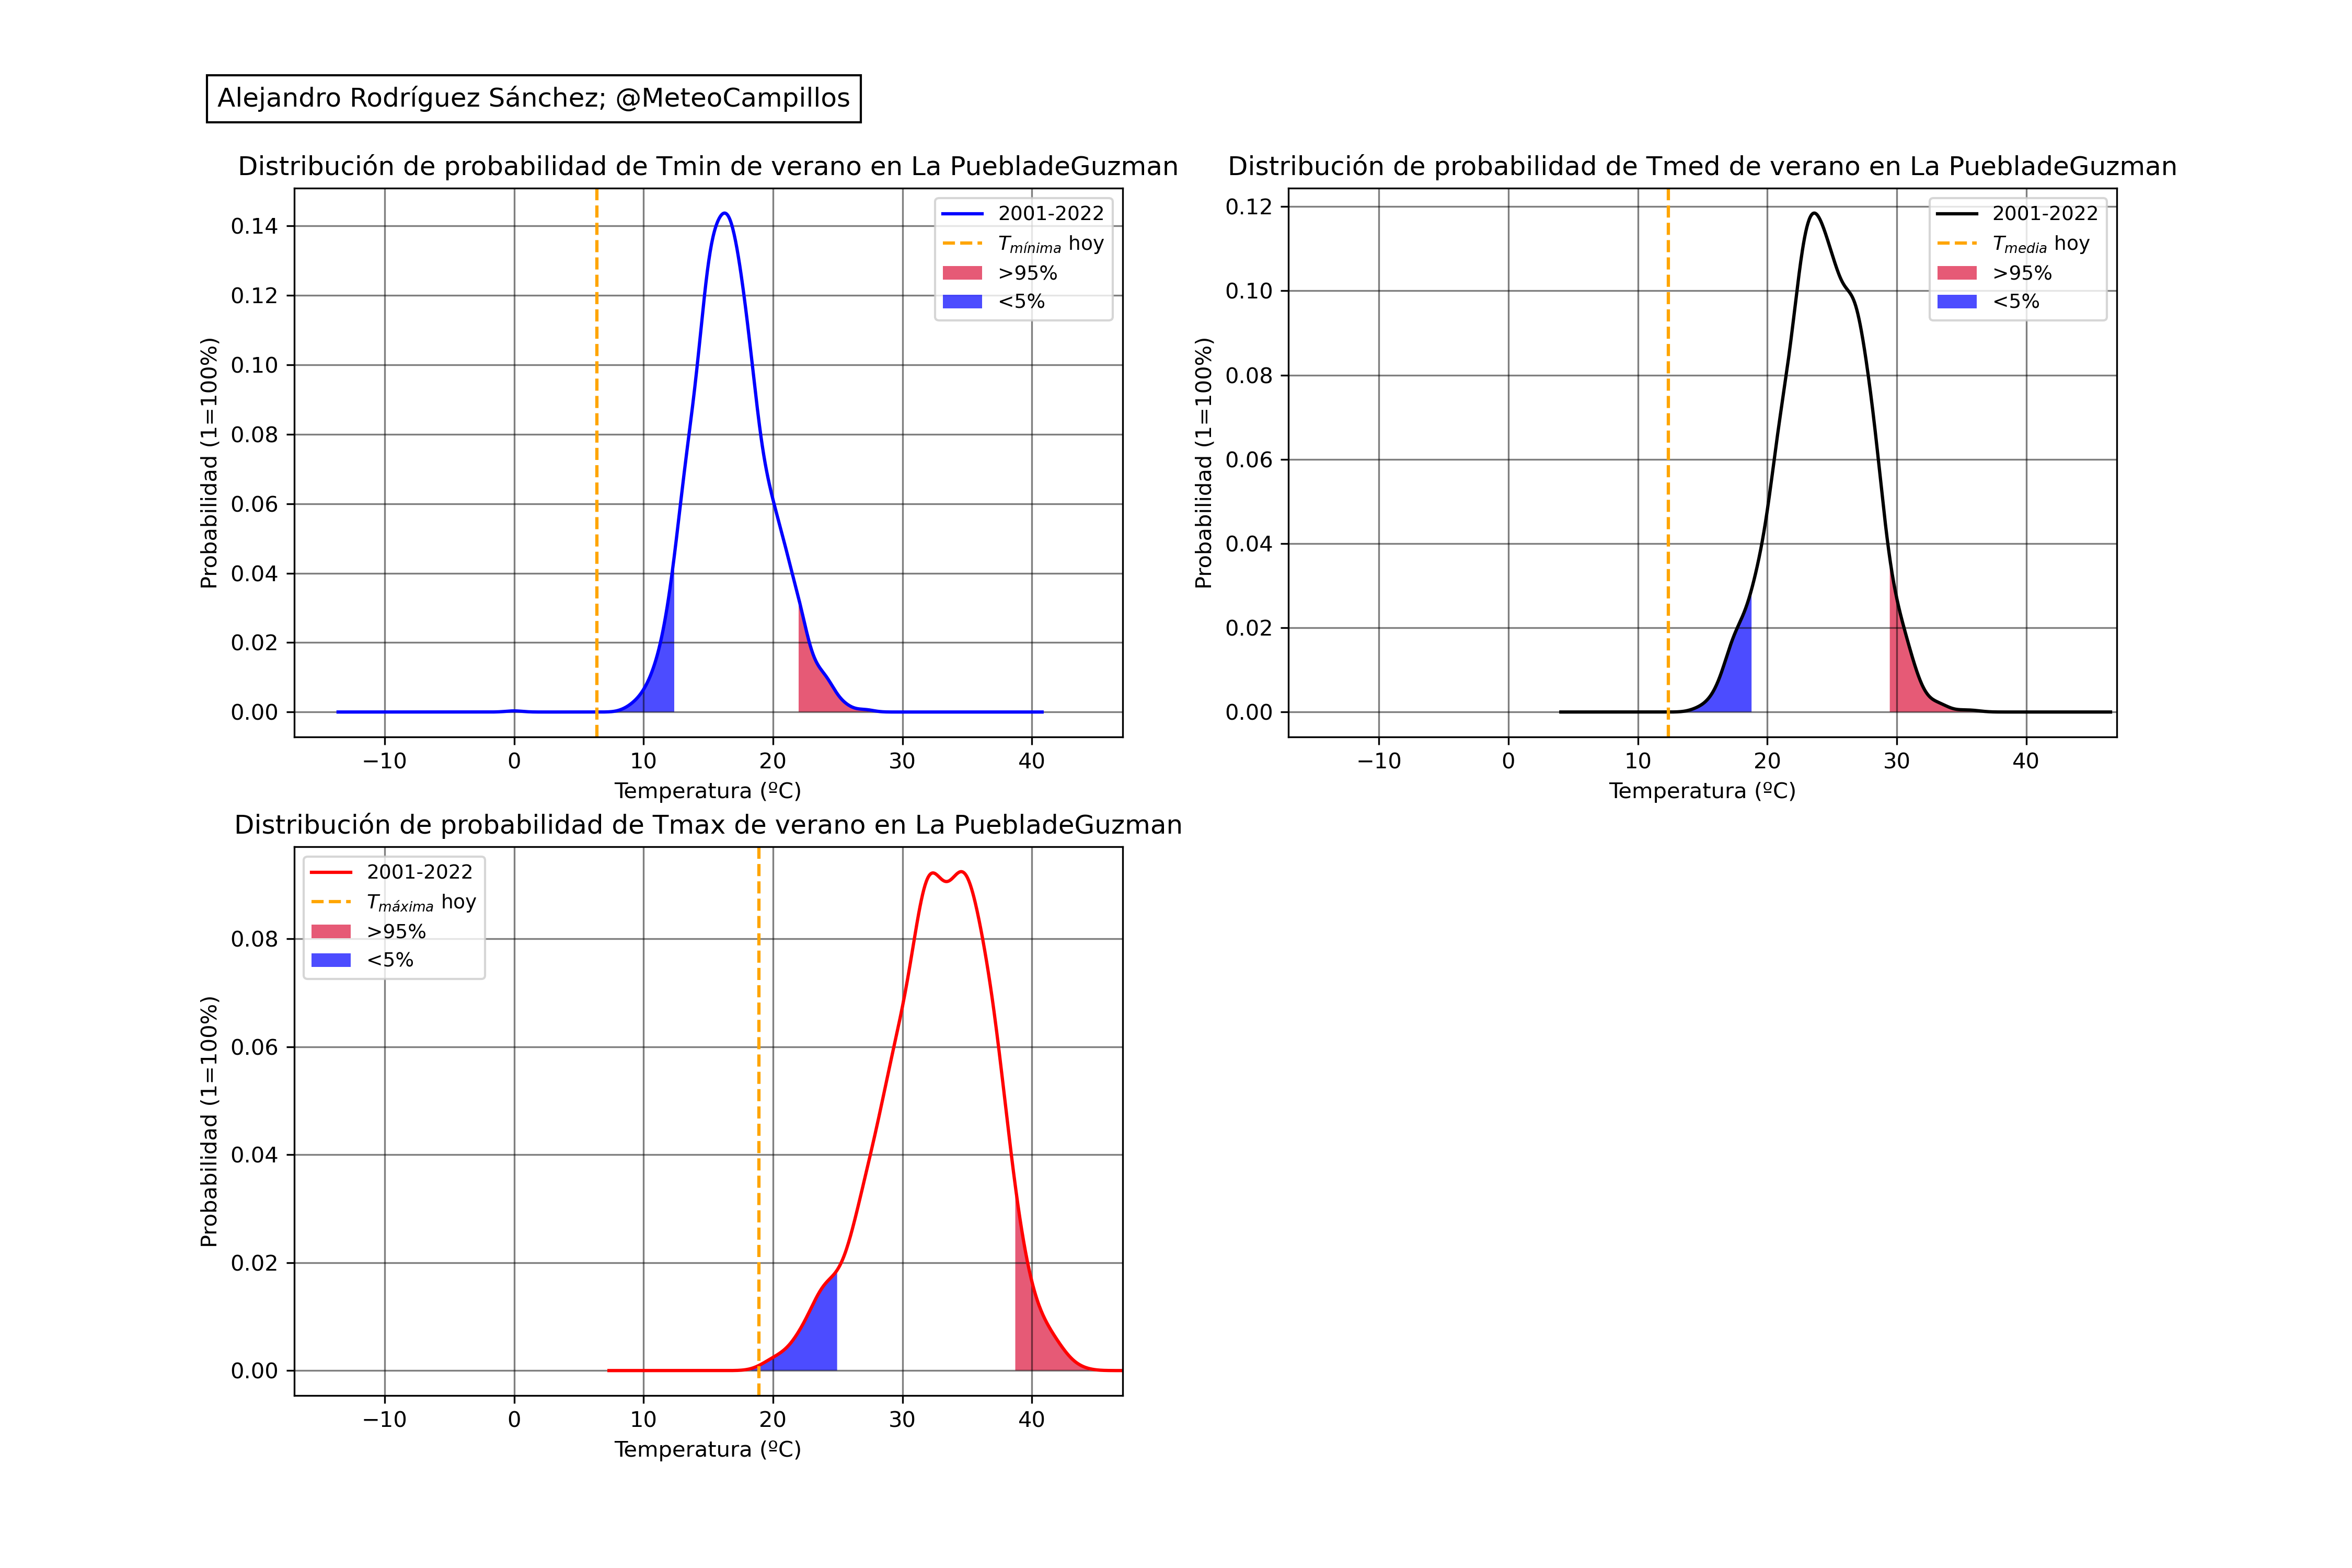 Alejandro Rodríguez Sánchez; @MeteoCampillos
Distribución de probabilidad de Tmin de verano en La PuebladeGuzman
Probabilidad (1=100%)
0.14
0.12
0.10
0.08
0.06
0.04
0.02
0.00
2001-2022
Tmínima hoy
>95%
<5%
−10 0 10 20 30 40
Temperatura (ºC)
Distribución de probabilidad de Tmed de verano en La PuebladeGuzman
Probabilidad (1=100%)
0.12
0.10
0.08
0.06
0.04
0.02
0.00
2001-2022
Tmedia hoy
>95%
<5%
−10 0 10 20 30 40
Temperatura (ºC)
Distribución de probabilidad de Tmax de verano en La PuebladeGuzman
Probabilidad (1=100%)
0.08
0.06
0.04
0.02
0.00
2001-2022
Tmáxima hoy
>95%
<5%
−10 0 10 20 30 40
Temperatura (ºC)